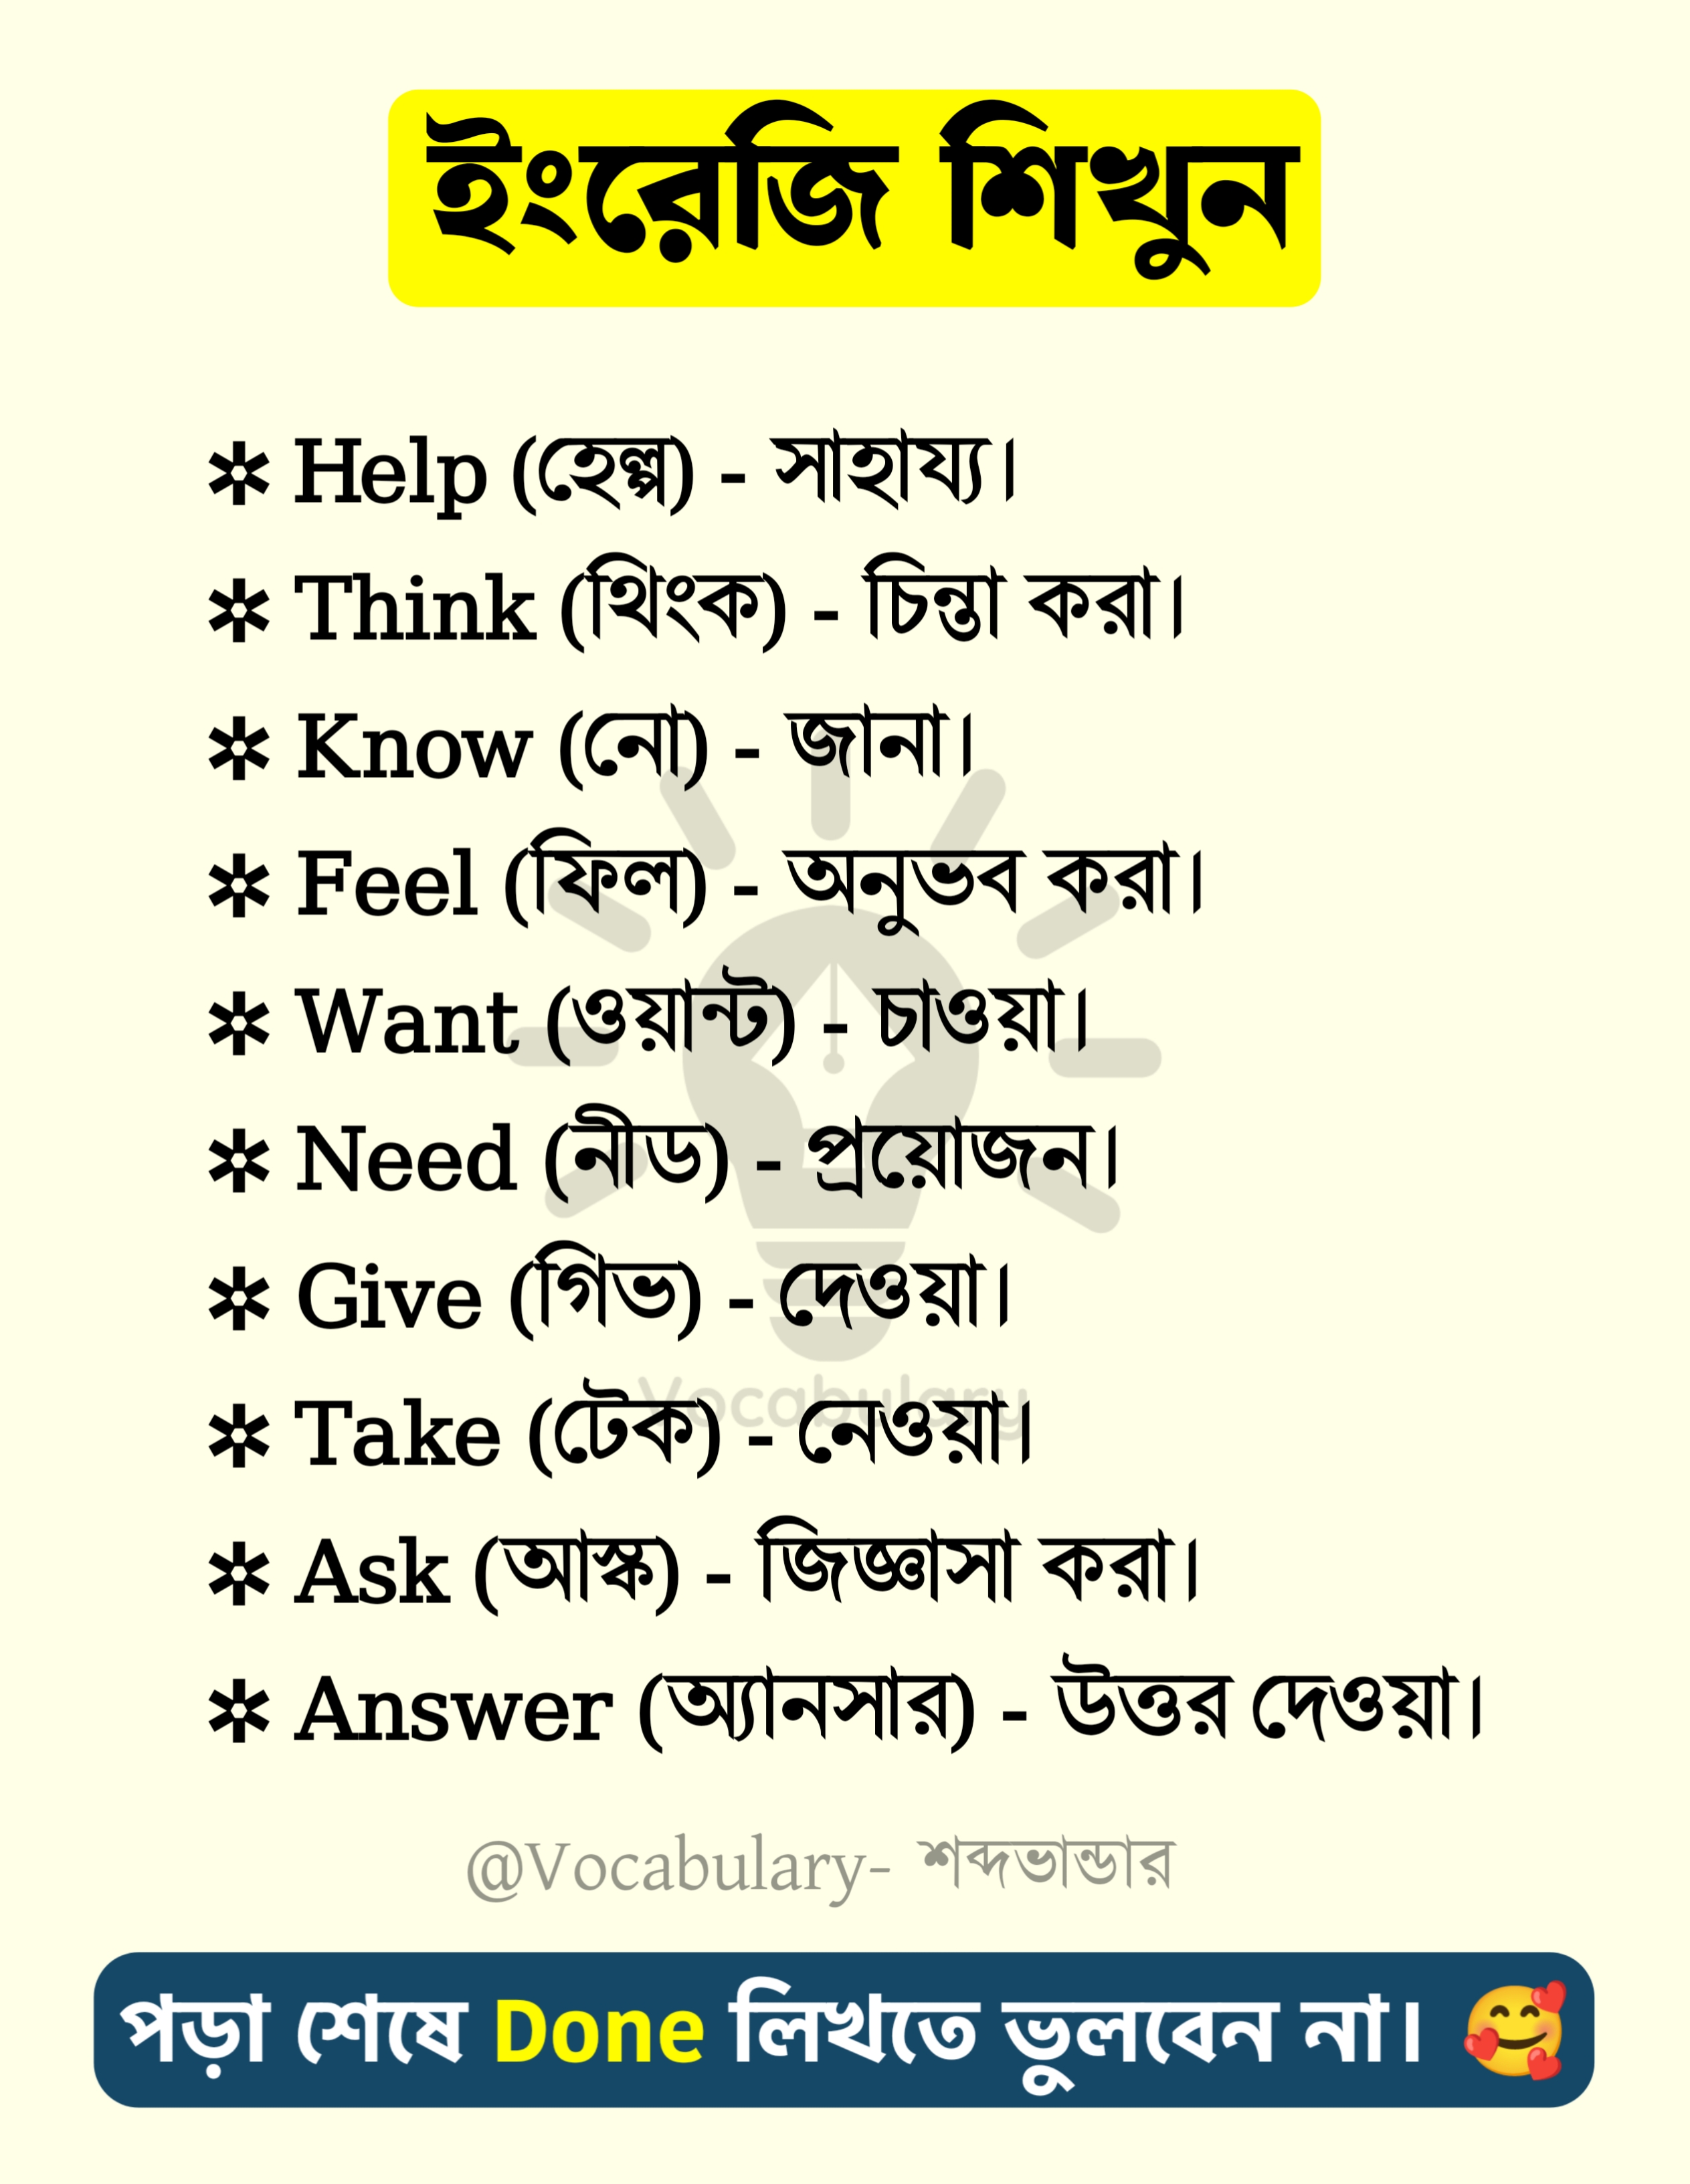 ইংরেজি শিখুন
* Help (হেল্প) - সাহায্য।
* Think (থিংক) - চিন্তা করা।
* Know (নো) - জানা।
* Feel (ফিল) - অনুভব করা।
* Want (ওয়ান্ট) - চাওয়া।
* Need (নীড) - প্রয়োজন।
* Give (গিভ) - দেওয়া।
Vocabulary
* Take (টেক) - নেওয়া।
* Ask (আস্ক) - জিজ্ঞাসা করা।
* Answer (অ্যানসার) - উত্তর দেওয়া।
@Vocabulary- শব্দভান্ডার
পড়া শেষে Done লিখতে ভুলবেন না। 🥰